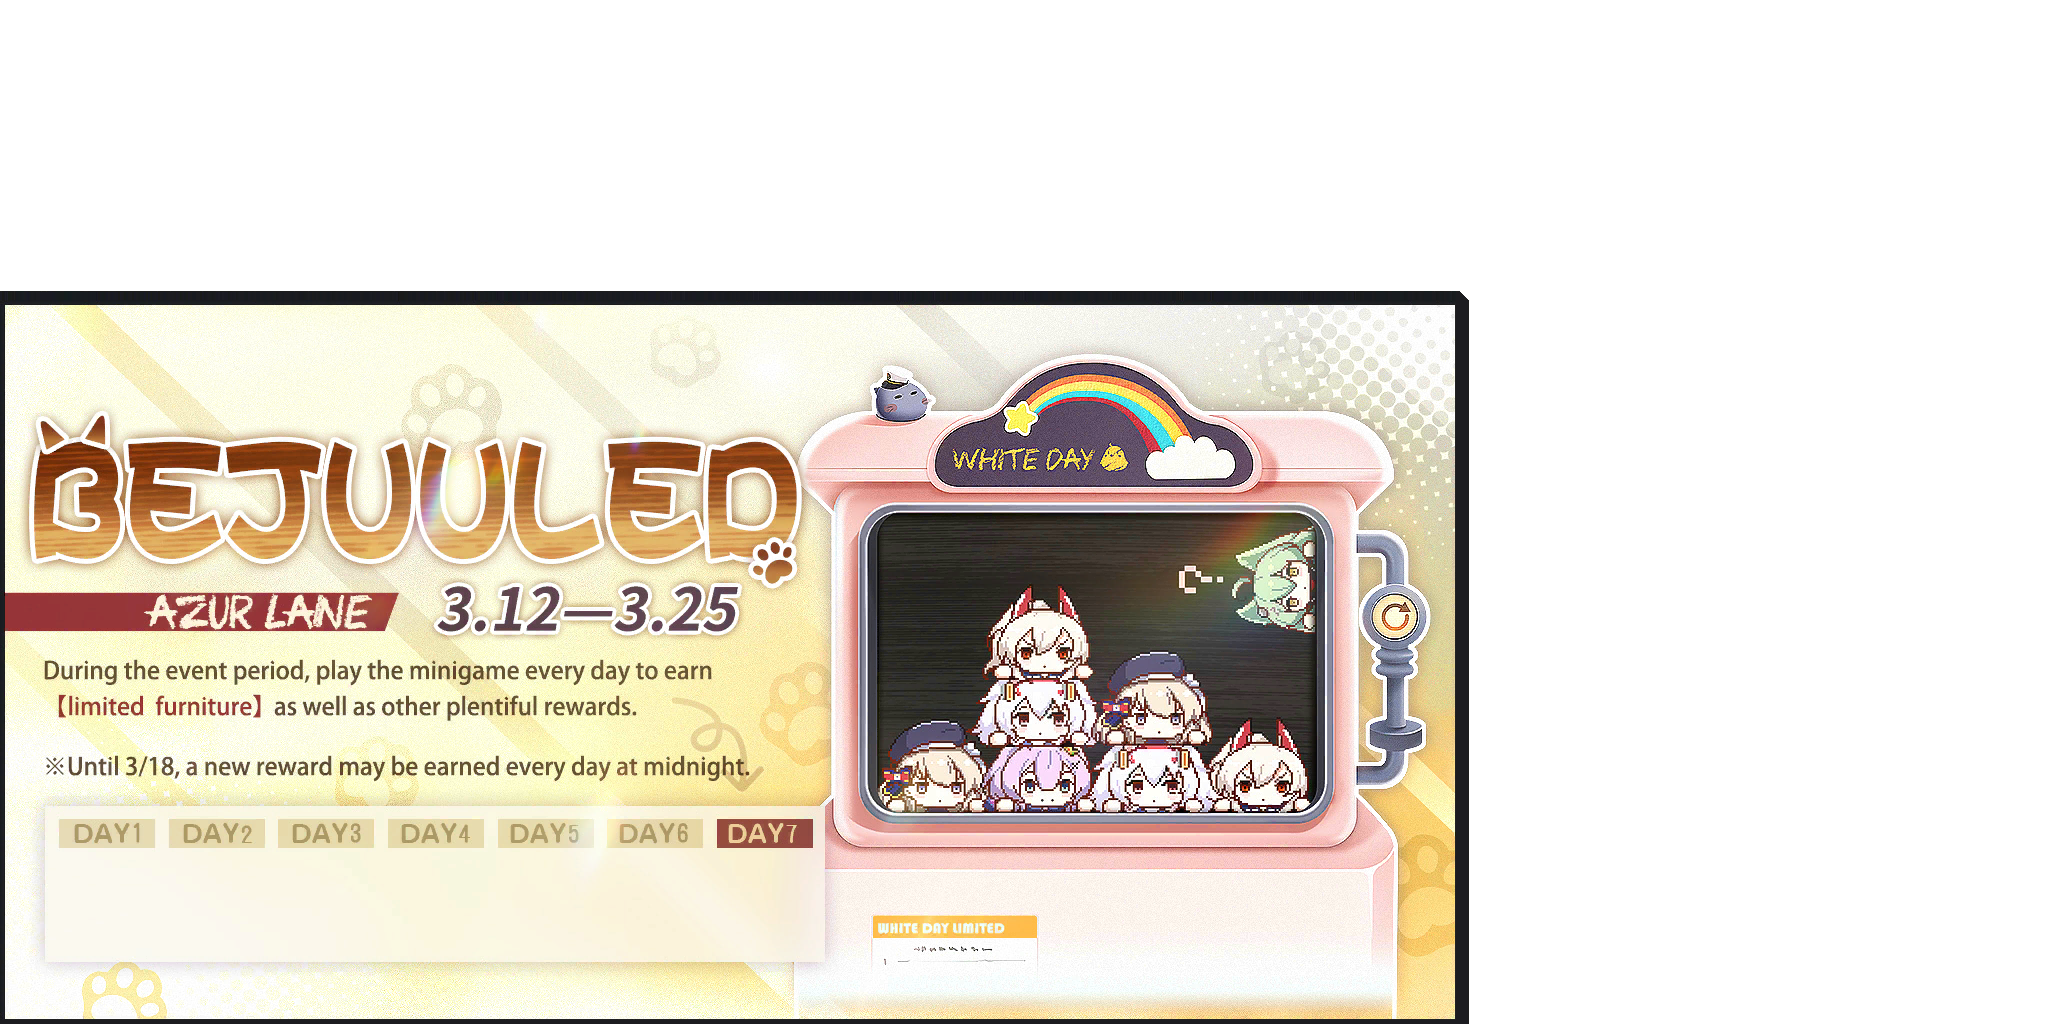 WHITE DAY
BEJUULED
AZUR LANE
3.12—3.25
During the event period, play the minigame every day to earn
【limited furniture】as well as other plentiful rewards.
※Until 3/18, a new reward may be earned every day at midnight.
DAY1 DAY2 DAY3 DAY4 DAY5 DAY6 DAY7
WHITE DAY LIMITED